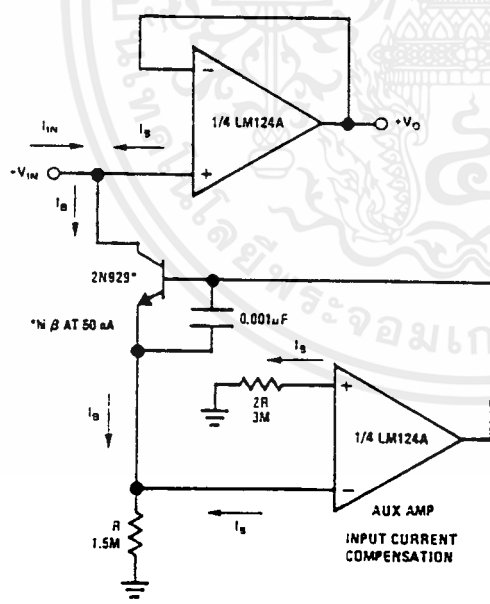 1/4 LM124A
+V₀
I_IN
I_B
+V_IN
I_B
2N929*
*hi β AT 50 nA
0.001µF
I_B
2R
3M
I_B
1/4 LM124A
AUX AMP
INPUT CURRENT
COMPENSATION
I_B
R
1.5M